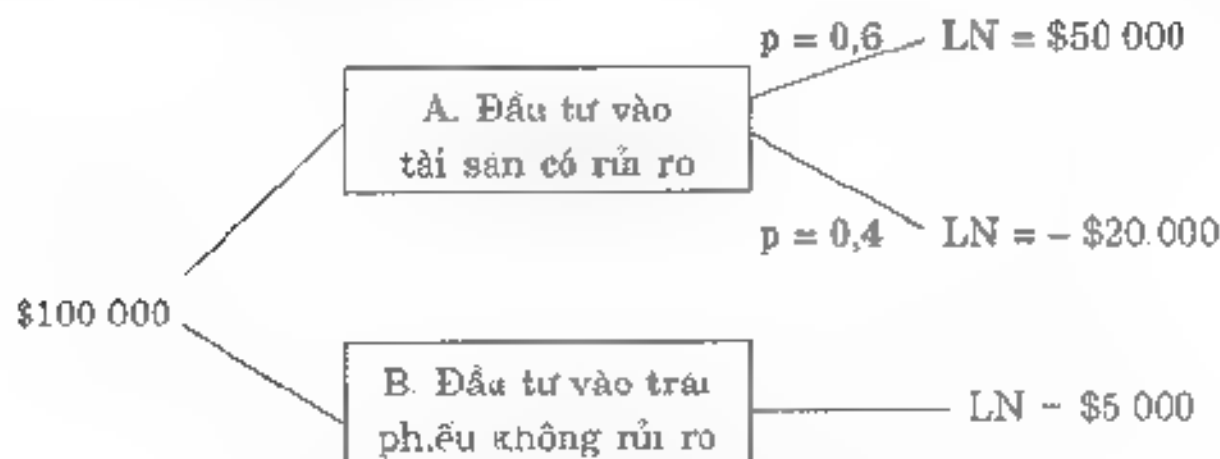 p = 0,6 LN = $50 000
A. Đầu tư vào
tài sản có rủi ro
p = 0,4 LN = – $20.000
$100 000
B. Đầu tư vào trái
phiếu không rủi ro
LN = $5 000